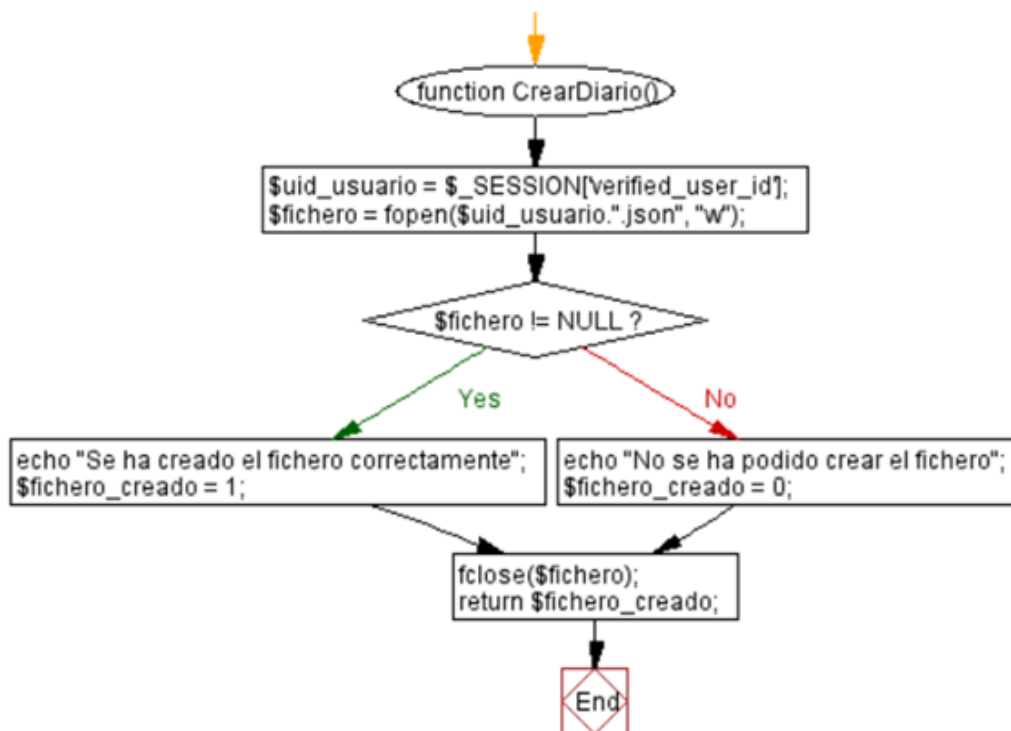 function CrearDiario()
$uid_usuario = $_SESSION['verified_user_id'];
$fichero = fopen($uid_usuario.".json", "w");
$fichero != NULL ?
Yes
No
echo "Se ha creado el fichero correctamente";
$fichero_creado = 1;
echo "No se ha podido crear el fichero";
$fichero_creado = 0;
fclose($fichero);
return $fichero_creado;
End